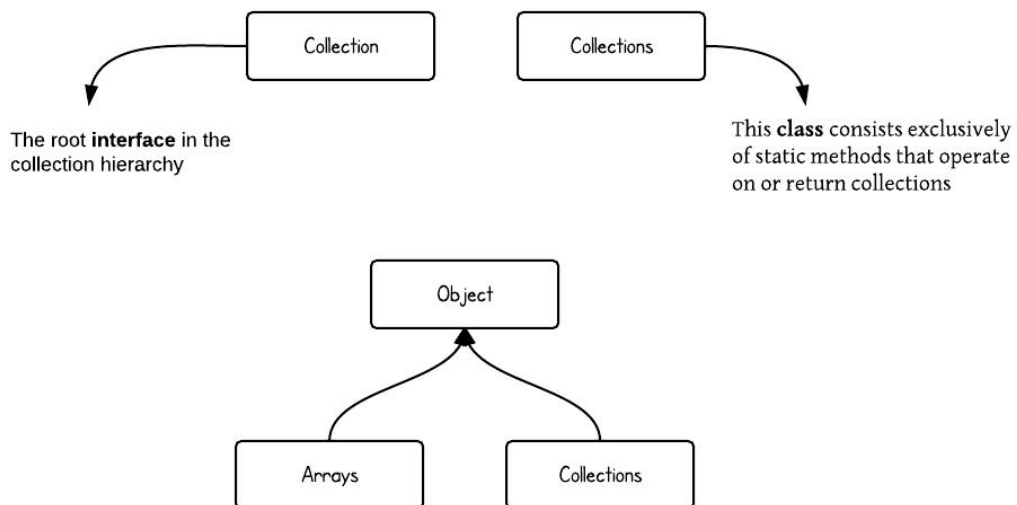 Collection
Collections
The root interface in the
collection hierarchy
This class consists exclusively
of static methods that operate
on or return collections
Object
Arrays
Collections